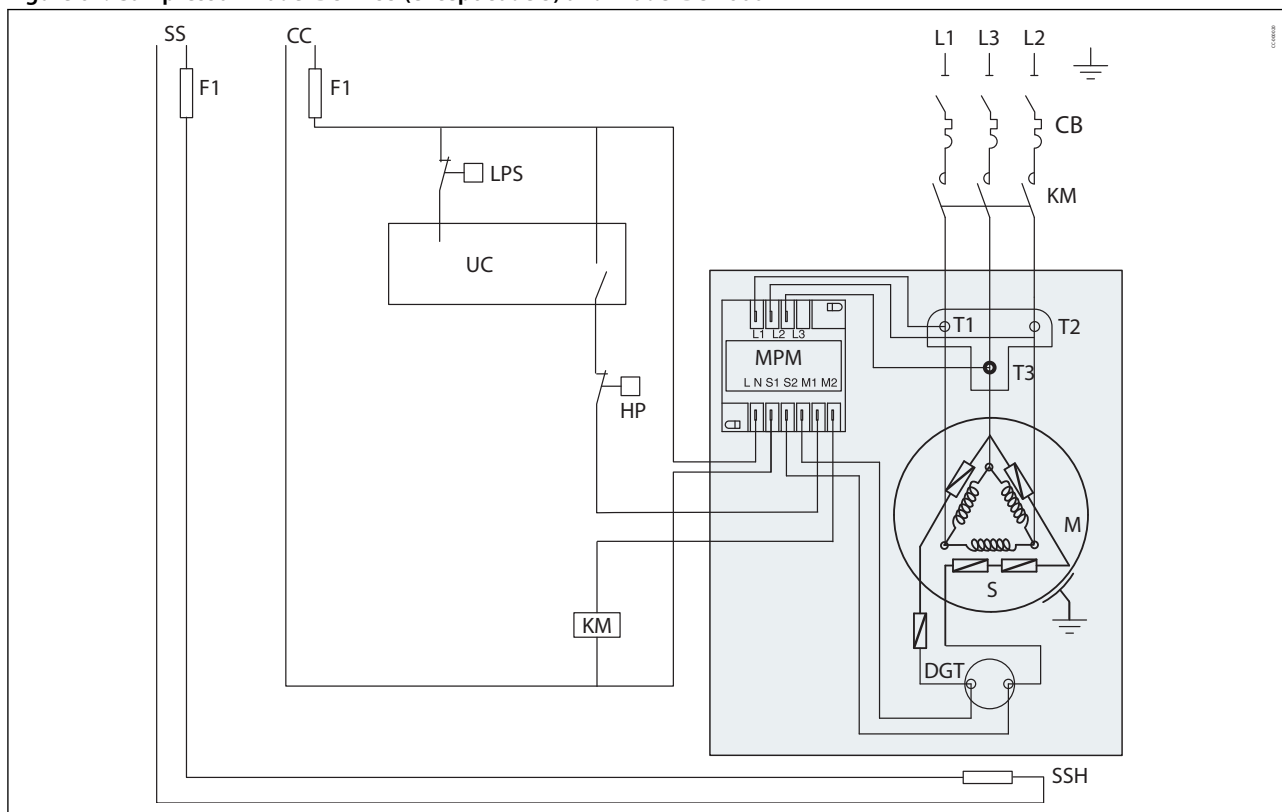 SS
CC
L1 L3 L2
F1
F1
CB
LPS
KM
UC
T1
T2
L1 L2 L3
MPM
T3
L N S1 S2 M1 M2
HP
M
S
KM
DGT
SSH